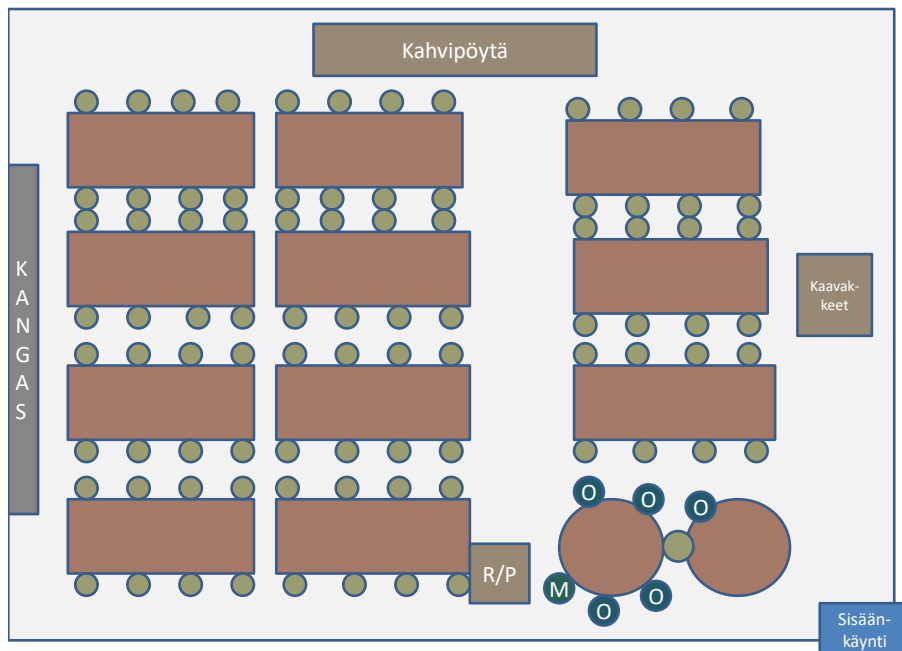 Kahvipöytä
K
A
N
G
A
S
Kaavak-
keet
O
O
O
R/P
M
O
O
Sisään-
käynti